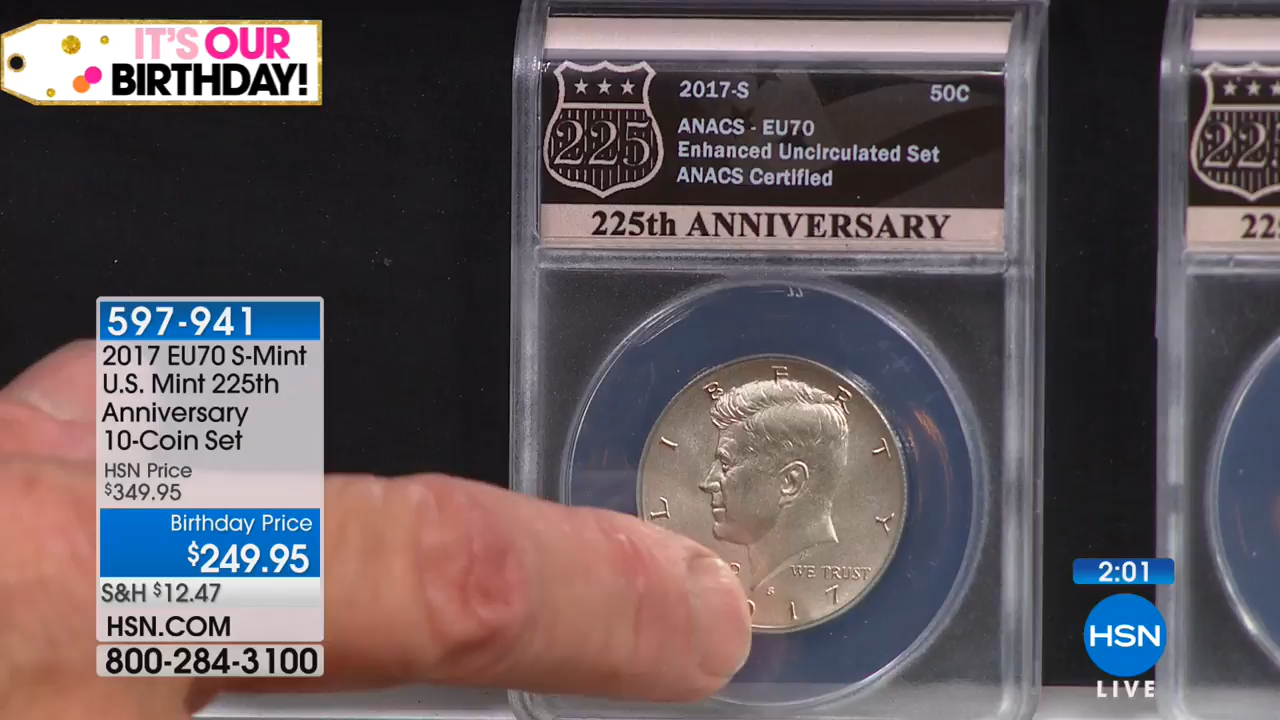 IT'S OUR
BIRTHDAY!
225
2017-S 50C
ANACS - EU70
Enhanced Uncirculated Set
ANACS Certified
225th ANNIVERSARY
22
597-941
2017 EU70 S-Mint
U.S. Mint 225th
Anniversary
10-Coin Set
HSN Price
$349.95
Birthday Price
$249.95
S&H $12.47
HSN.COM
800-284-3100
LIBERTY
WE TRUST
S
17
2:01
HSN
LIVE